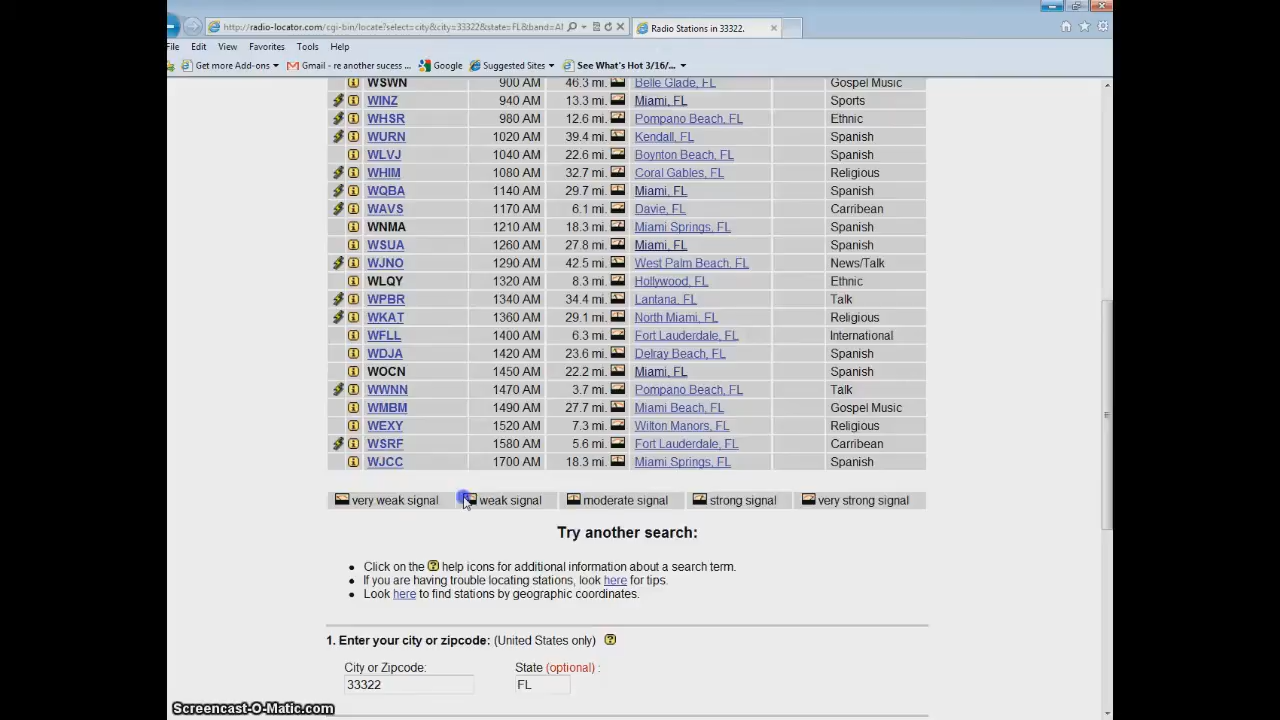 http://radio-locator.com/cgi-bin/locate?select=city&city=33322&state=FL&band=Al
Radio Stations in 33322.
File Edit View Favorites Tools Help
Get more Add-ons Gmail - re another succes ... Google Suggested Sites See What's Hot 3/16/...
WSWN 900 AM 46.3 mi. Belle Glade, FL Gospel Music
WINZ 940 AM 13.3 mi. Miami, FL Sports
WHSR 980 AM 12.6 mi. Pompano Beach, FL Ethnic
WURN 1020 AM 39.4 mi. Kendall, FL Spanish
WLVJ 1040 AM 22.6 mi. Boynton Beach, FL Spanish
WHIM 1080 AM 32.7 mi. Coral Gables, FL Religious
WQBA 1140 AM 29.7 mi. Miami, FL Spanish
WAVS 1170 AM 6.1 mi. Davie, FL Carribean
WNMA 1210 AM 18.3 mi. Miami Springs, FL Spanish
WSUA 1260 AM 27.8 mi. Miami, FL Spanish
WJNO 1290 AM 42.5 mi. West Palm Beach, FL News/Talk
WLQY 1320 AM 8.3 mi. Hollywood, FL Ethnic
WPBR 1340 AM 34.4 mi. Lantana, FL Talk
WKAT 1360 AM 29.1 mi. North Miami, FL Religious
WFLL 1400 AM 6.3 mi. Fort Lauderdale, FL International
WDJA 1420 AM 23.6 mi. Delray Beach, FL Spanish
WOCN 1450 AM 22.2 mi. Miami, FL Spanish
WWNN 1470 AM 3.7 mi. Pompano Beach, FL Talk
WMBM 1490 AM 27.7 mi. Miami Beach, FL Gospel Music
WEXY 1520 AM 7.3 mi. Wilton Manors, FL Religious
WSRF 1580 AM 5.6 mi. Fort Lauderdale, FL Carribean
WJCC 1700 AM 18.3 mi. Miami Springs, FL Spanish
very weak signal weak signal moderate signal strong signal very strong signal
Try another search:
• Click on the ? help icons for additional information about a search term.
• If you are having trouble locating stations, look here for tips.
• Look here to find stations by geographic coordinates.
1. Enter your city or zipcode: (United States only) ?
City or Zipcode: State (optional) :
33322 FL
Screencast-O-Matic.com